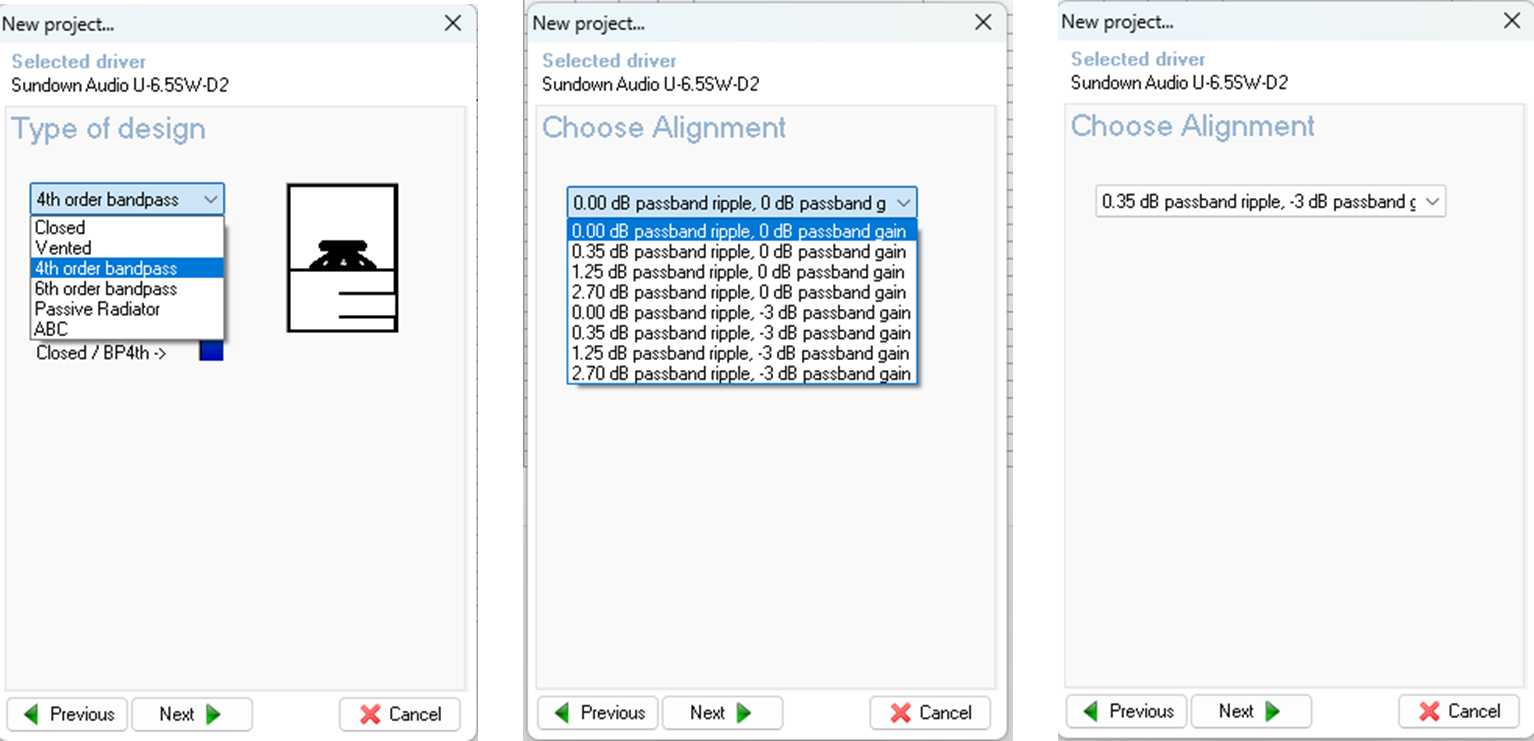 New project...
Selected driver
Sundown Audio U-6.5SW-D2
Type of design
4th order bandpass
Closed
Vented
4th order bandpass
6th order bandpass
Passive Radiator
ABC
Closed / BP4th ->
Previous
Next
Cancel
New project...
Selected driver
Sundown Audio U-6.5SW-D2
Choose Alignment
0.00 dB passband ripple, 0 dB passband g
0.00 dB passband ripple, 0 dB passband gain
0.35 dB passband ripple, 0 dB passband gain
1.25 dB passband ripple, 0 dB passband gain
2.70 dB passband ripple, 0 dB passband gain
0.00 dB passband ripple, -3 dB passband gain
0.35 dB passband ripple, -3 dB passband gain
1.25 dB passband ripple, -3 dB passband gain
2.70 dB passband ripple, -3 dB passband gain
Previous
Next
Cancel
New project...
Selected driver
Sundown Audio U-6.5SW-D2
Choose Alignment
0.35 dB passband ripple, -3 dB passband g
Previous
Next
Cancel